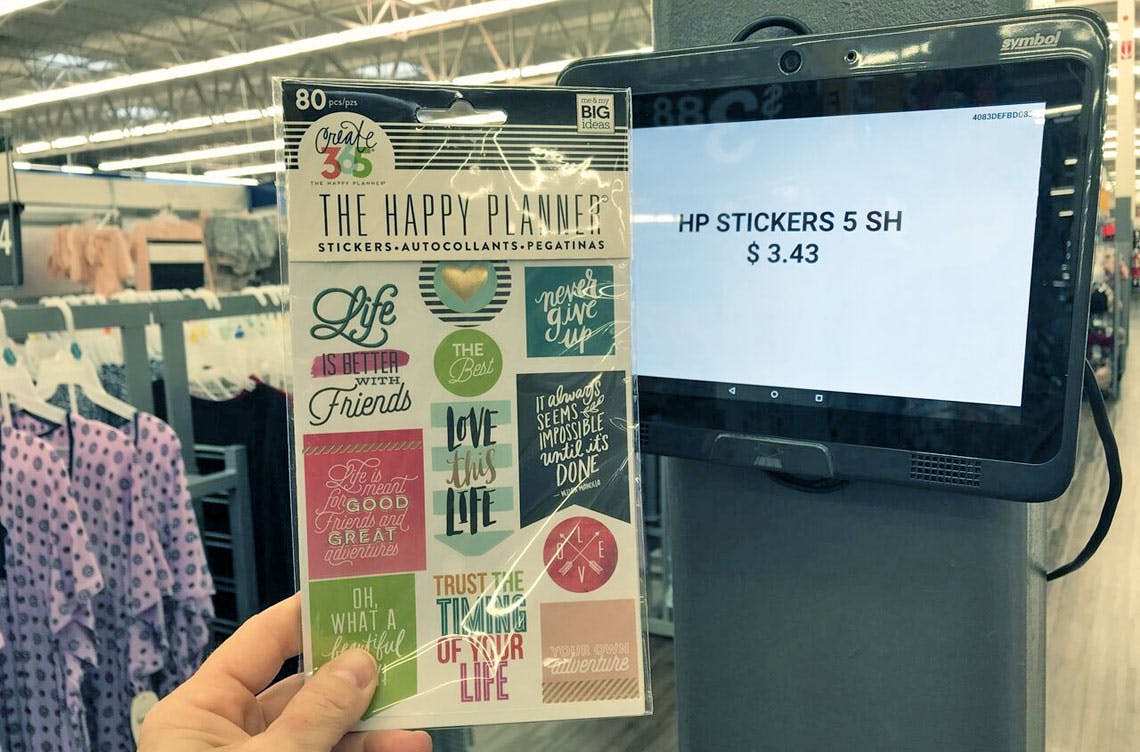 80 pcs/pzs
me & my
BIG
ideas
create
365
THE HAPPY PLANNER
THE HAPPY PLANNER
STICKERS • AUTOCOLLANTS • PEGATINAS
Life
IS BETTER
WITH
Friends
THE
Best
never
give
up
LOVE
this
LIFE
IT always
SEEMS
IMPOSSIBLE
until it's
DONE
Life is
meant
for GOOD
Friends and
GREAT
adventures
L
O E
V
OH,
WHAT A
beautiful
TRUST THE
TIMING
OF YOUR
LIFE
YOUR OWN
adventure
symbol
4083DEFBD08
HP STICKERS 5 SH
$ 3.43
4